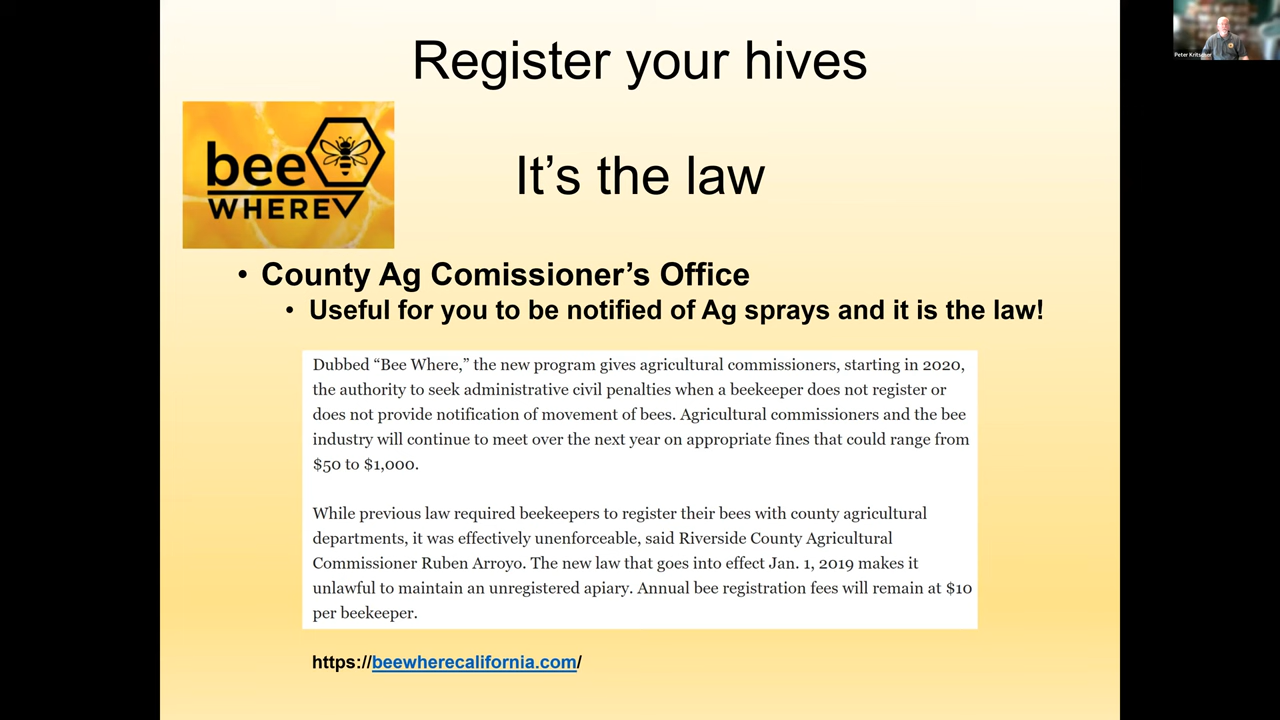 Register your hives
bee
WHERE
It's the law
• County Ag Comissioner's Office
• Useful for you to be notified of Ag sprays and it is the law!
Dubbed “Bee Where,” the new program gives agricultural commissioners, starting in 2020,
the authority to seek administrative civil penalties when a beekeeper does not register or
does not provide notification of movement of bees. Agricultural commissioners and the bee
industry will continue to meet over the next year on appropriate fines that could range from
$50 to $1,000.
While previous law required beekeepers to register their bees with county agricultural
departments, it was effectively unenforceable, said Riverside County Agricultural
Commissioner Ruben Arroyo. The new law that goes into effect Jan. 1, 2019 makes it
unlawful to maintain an unregistered apiary. Annual bee registration fees will remain at $10
per beekeeper.
https://beewherecalifornia.com/
Peter Kritscher